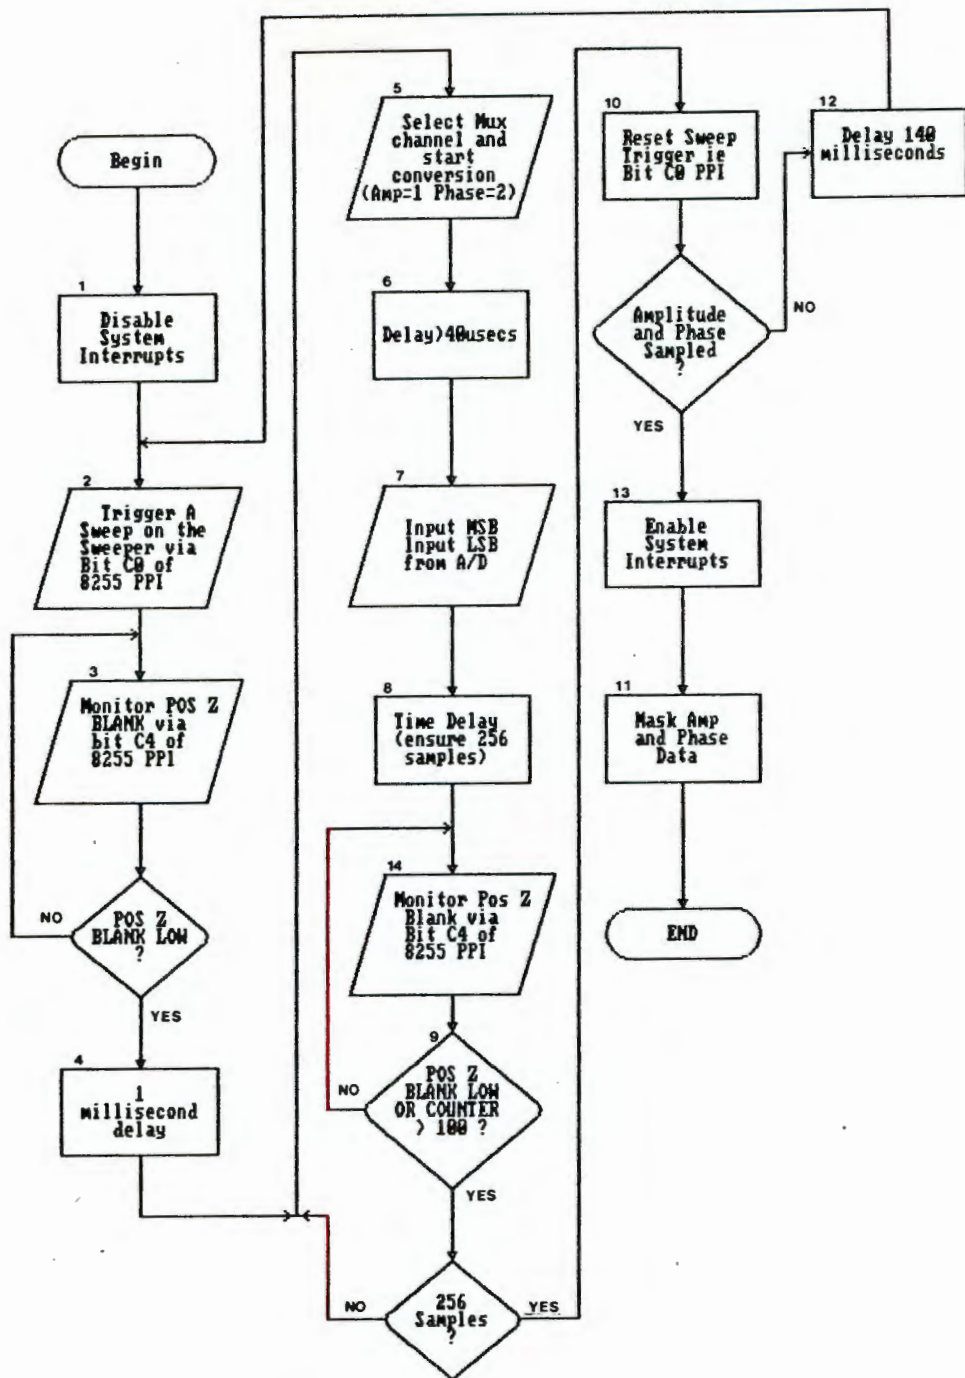 Begin
1
Disable
System
Interrupts
2
Trigger A
Sweep on the
Sweeper via
Bit C0 of
8255 PPI
3
Monitor POS Z
BLANK via
bit C4 of
8255 PPI
NO
POS Z
BLANK LOW
?
YES
4
1
millisecond
delay
5
Select Mux
channel and
start
conversion
(Amp=1 Phase=2)
6
Delay>40usecs
7
Input MSB
Input LSB
from A/D
8
Time Delay
(ensure 256
samples)
14
Monitor Pos Z
Blank via
Bit C4 of
8255 PPI
9
NO
POS Z
BLANK LOW
OR COUNTER
> 100 ?
YES
NO
256
Samples
?
YES
10
Reset Sweep
Trigger ie
Bit C0 PPI
Amplitude
and Phase
Sampled
?
NO
YES
12
Delay 140
milliseconds
13
Enable
System
Interrupts
11
Mask Amp
and Phase
Data
END